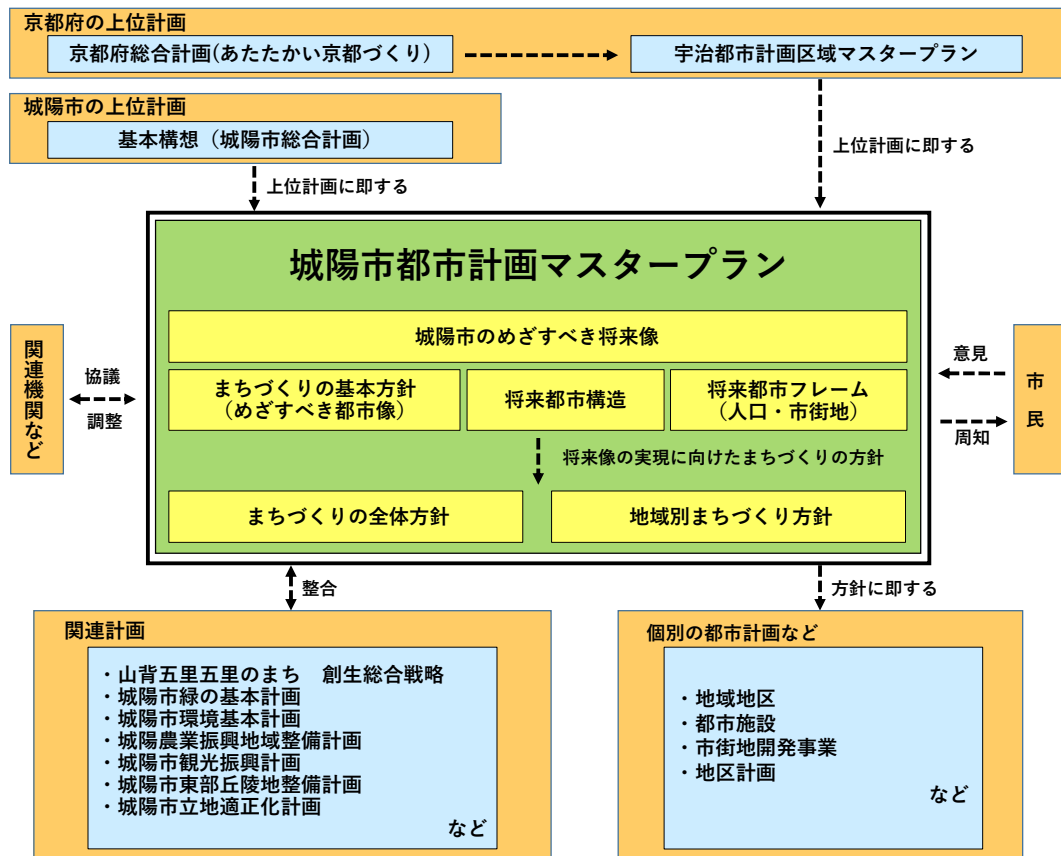 京都府の上位計画
京都府総合計画(あたたかい京都づくり)
宇治都市計画区域マスタープラン
城陽市の上位計画
基本構想（城陽市総合計画）
上位計画に即する
上位計画に即する
城陽市都市計画マスタープラン
城陽市のめざすべき将来像
まちづくりの基本方針
（めざすべき都市像）
将来都市構造
将来都市フレーム
（人口・市街地）
将来像の実現に向けたまちづくりの方針
まちづくりの全体方針
地域別まちづくり方針
関連機関など
協議
調整
意見
周知
市民
整合
方針に即する
関連計画
・山背五里五里のまち　創生総合戦略
・城陽市緑の基本計画
・城陽市環境基本計画
・城陽農業振興地域整備計画
・城陽市観光振興計画
・城陽市東部丘陵地整備計画
・城陽市立地適正化計画
など
個別の都市計画など
・地域地区
・都市施設
・市街地開発事業
・地区計画
など